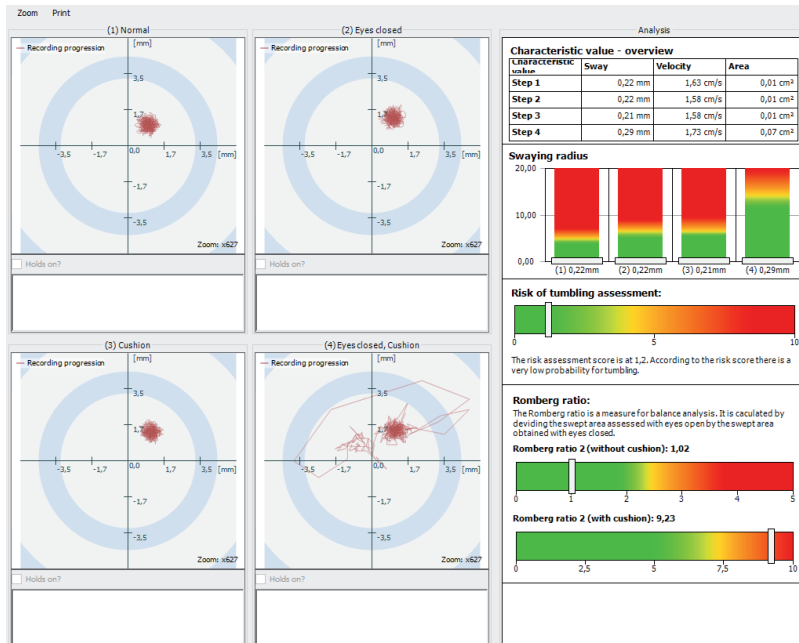 Zoom Print
(1) Normal
[mm]
Recording progression
3,5
1,7
-3,5 -1,7 0,0 1,7 3,5 [mm]
-1,7
-3,5
Zoom: x627
Holds on?
(2) Eyes closed
[mm]
Recording progression
3,5
1,7
-3,5 -1,7 0,0 1,7 3,5 [mm]
-1,7
-3,5
Zoom: x627
Holds on?
(3) Cushion
[mm]
Recording progression
3,5
1,7
-3,5 -1,7 0,0 1,7 3,5 [mm]
-1,7
-3,5
Zoom: x627
Holds on?
(4) Eyes closed, Cushion
[mm]
Recording progression
3,5
1,7
-3,5 -1,7 0,0 1,7 3,5 [mm]
-1,7
-3,5
Zoom: x627
Holds on?
Analysis
Characteristic value - overview
Characteristic value Sway Velocity Area
Step 1 0,22 mm 1,63 cm/s 0,01 cm²
Step 2 0,22 mm 1,58 cm/s 0,01 cm²
Step 3 0,21 mm 1,58 cm/s 0,01 cm²
Step 4 0,29 mm 1,73 cm/s 0,07 cm²
Swaying radius
20,00
10,00
0,00
(1) 0,22mm (2) 0,22mm (3) 0,21mm (4) 0,29mm
Risk of tumbling assessment:
0 5 10
The risk assessment score is at 1,2. According to the risk score there is a
very low probability for tumbling.
Romberg ratio:
The Romberg ratio is a measure for balance analysis. It is caculated by
deviding the swept area assessed with eyes open by the swept area
obtained with eyes closed.
Romberg ratio 2 (without cushion): 1,02
0 1 2 3 4 5
Romberg ratio 2 (with cushion): 9,23
0 2,5 5 7,5 10